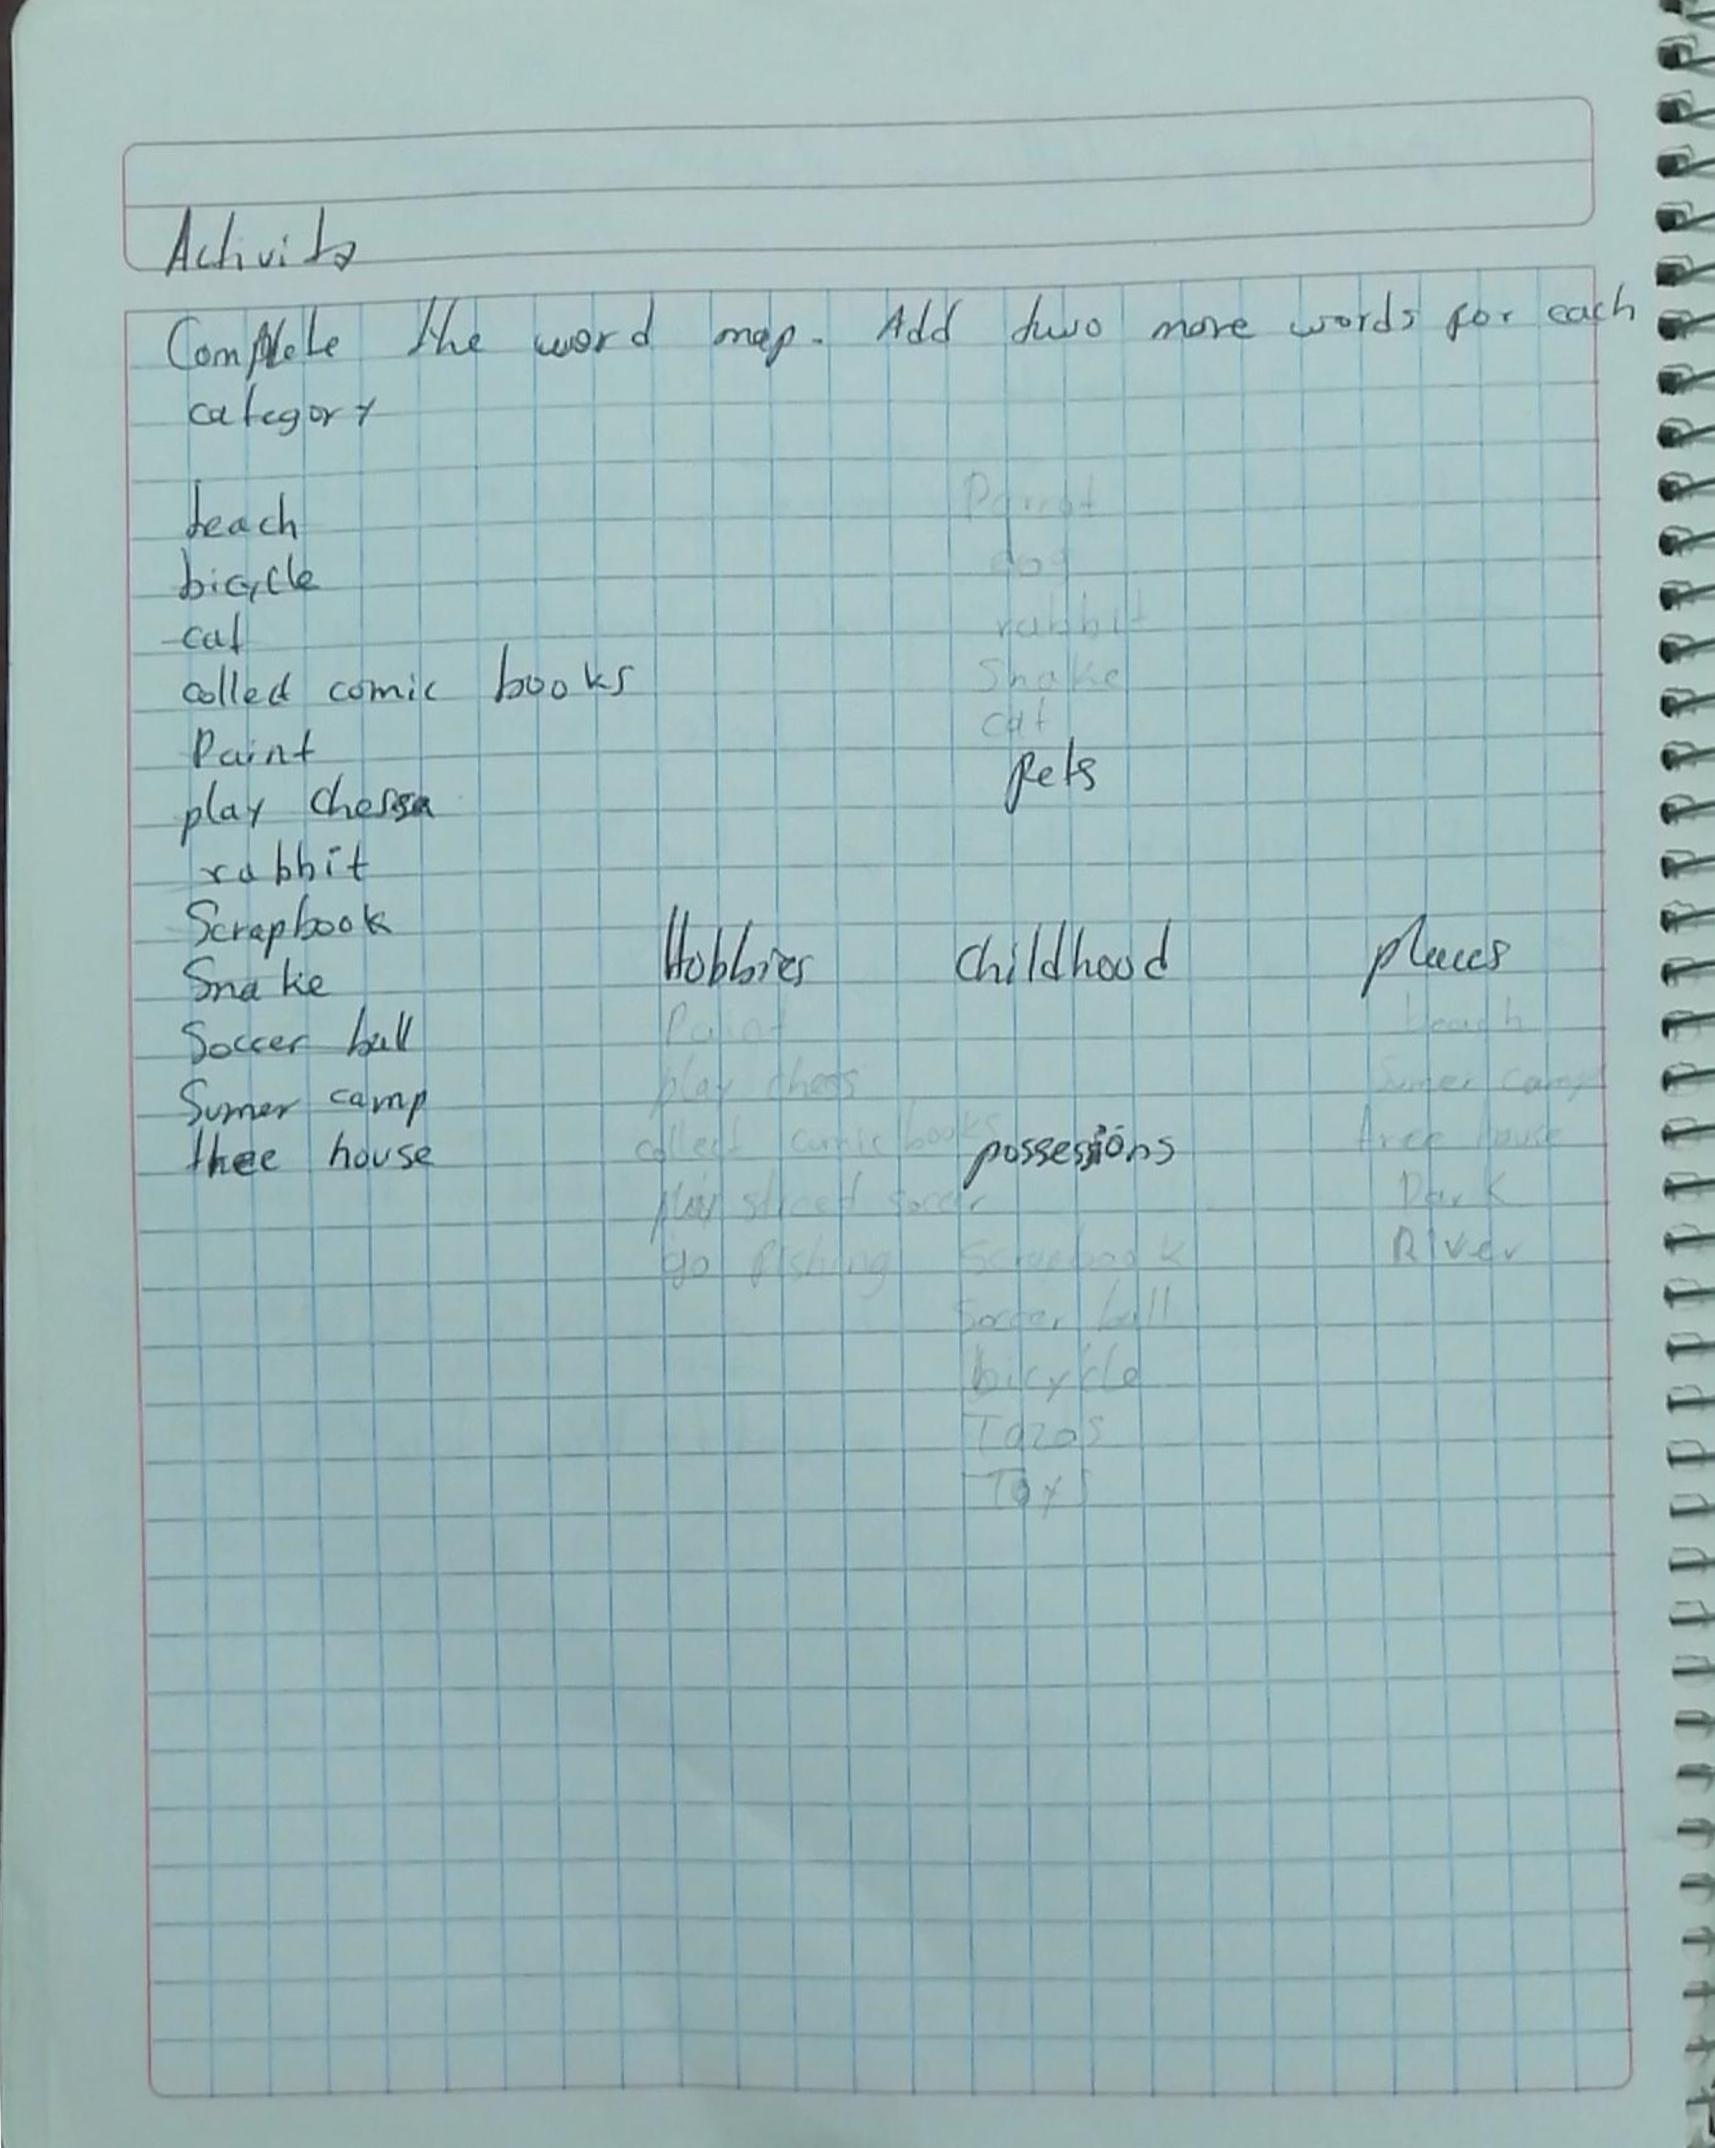 Activity
Complete the word map. Add two more words for each
category
beach
bicycle
cat
collect comic books
Paint
play chess
rabbit
Scrapbook
Snake
Soccer ball
Sumer camp
thee house
Parrot
dog
rabbit
Snake
cat
Pets
Hobbies
Paint
play chess
collect comic books
play street soccer
go fishing
childhood
possesions
Scrapbook
Soccer ball
bicycle
Tazos
Toys
places
beach
Sumer camp
tree house
Park
River